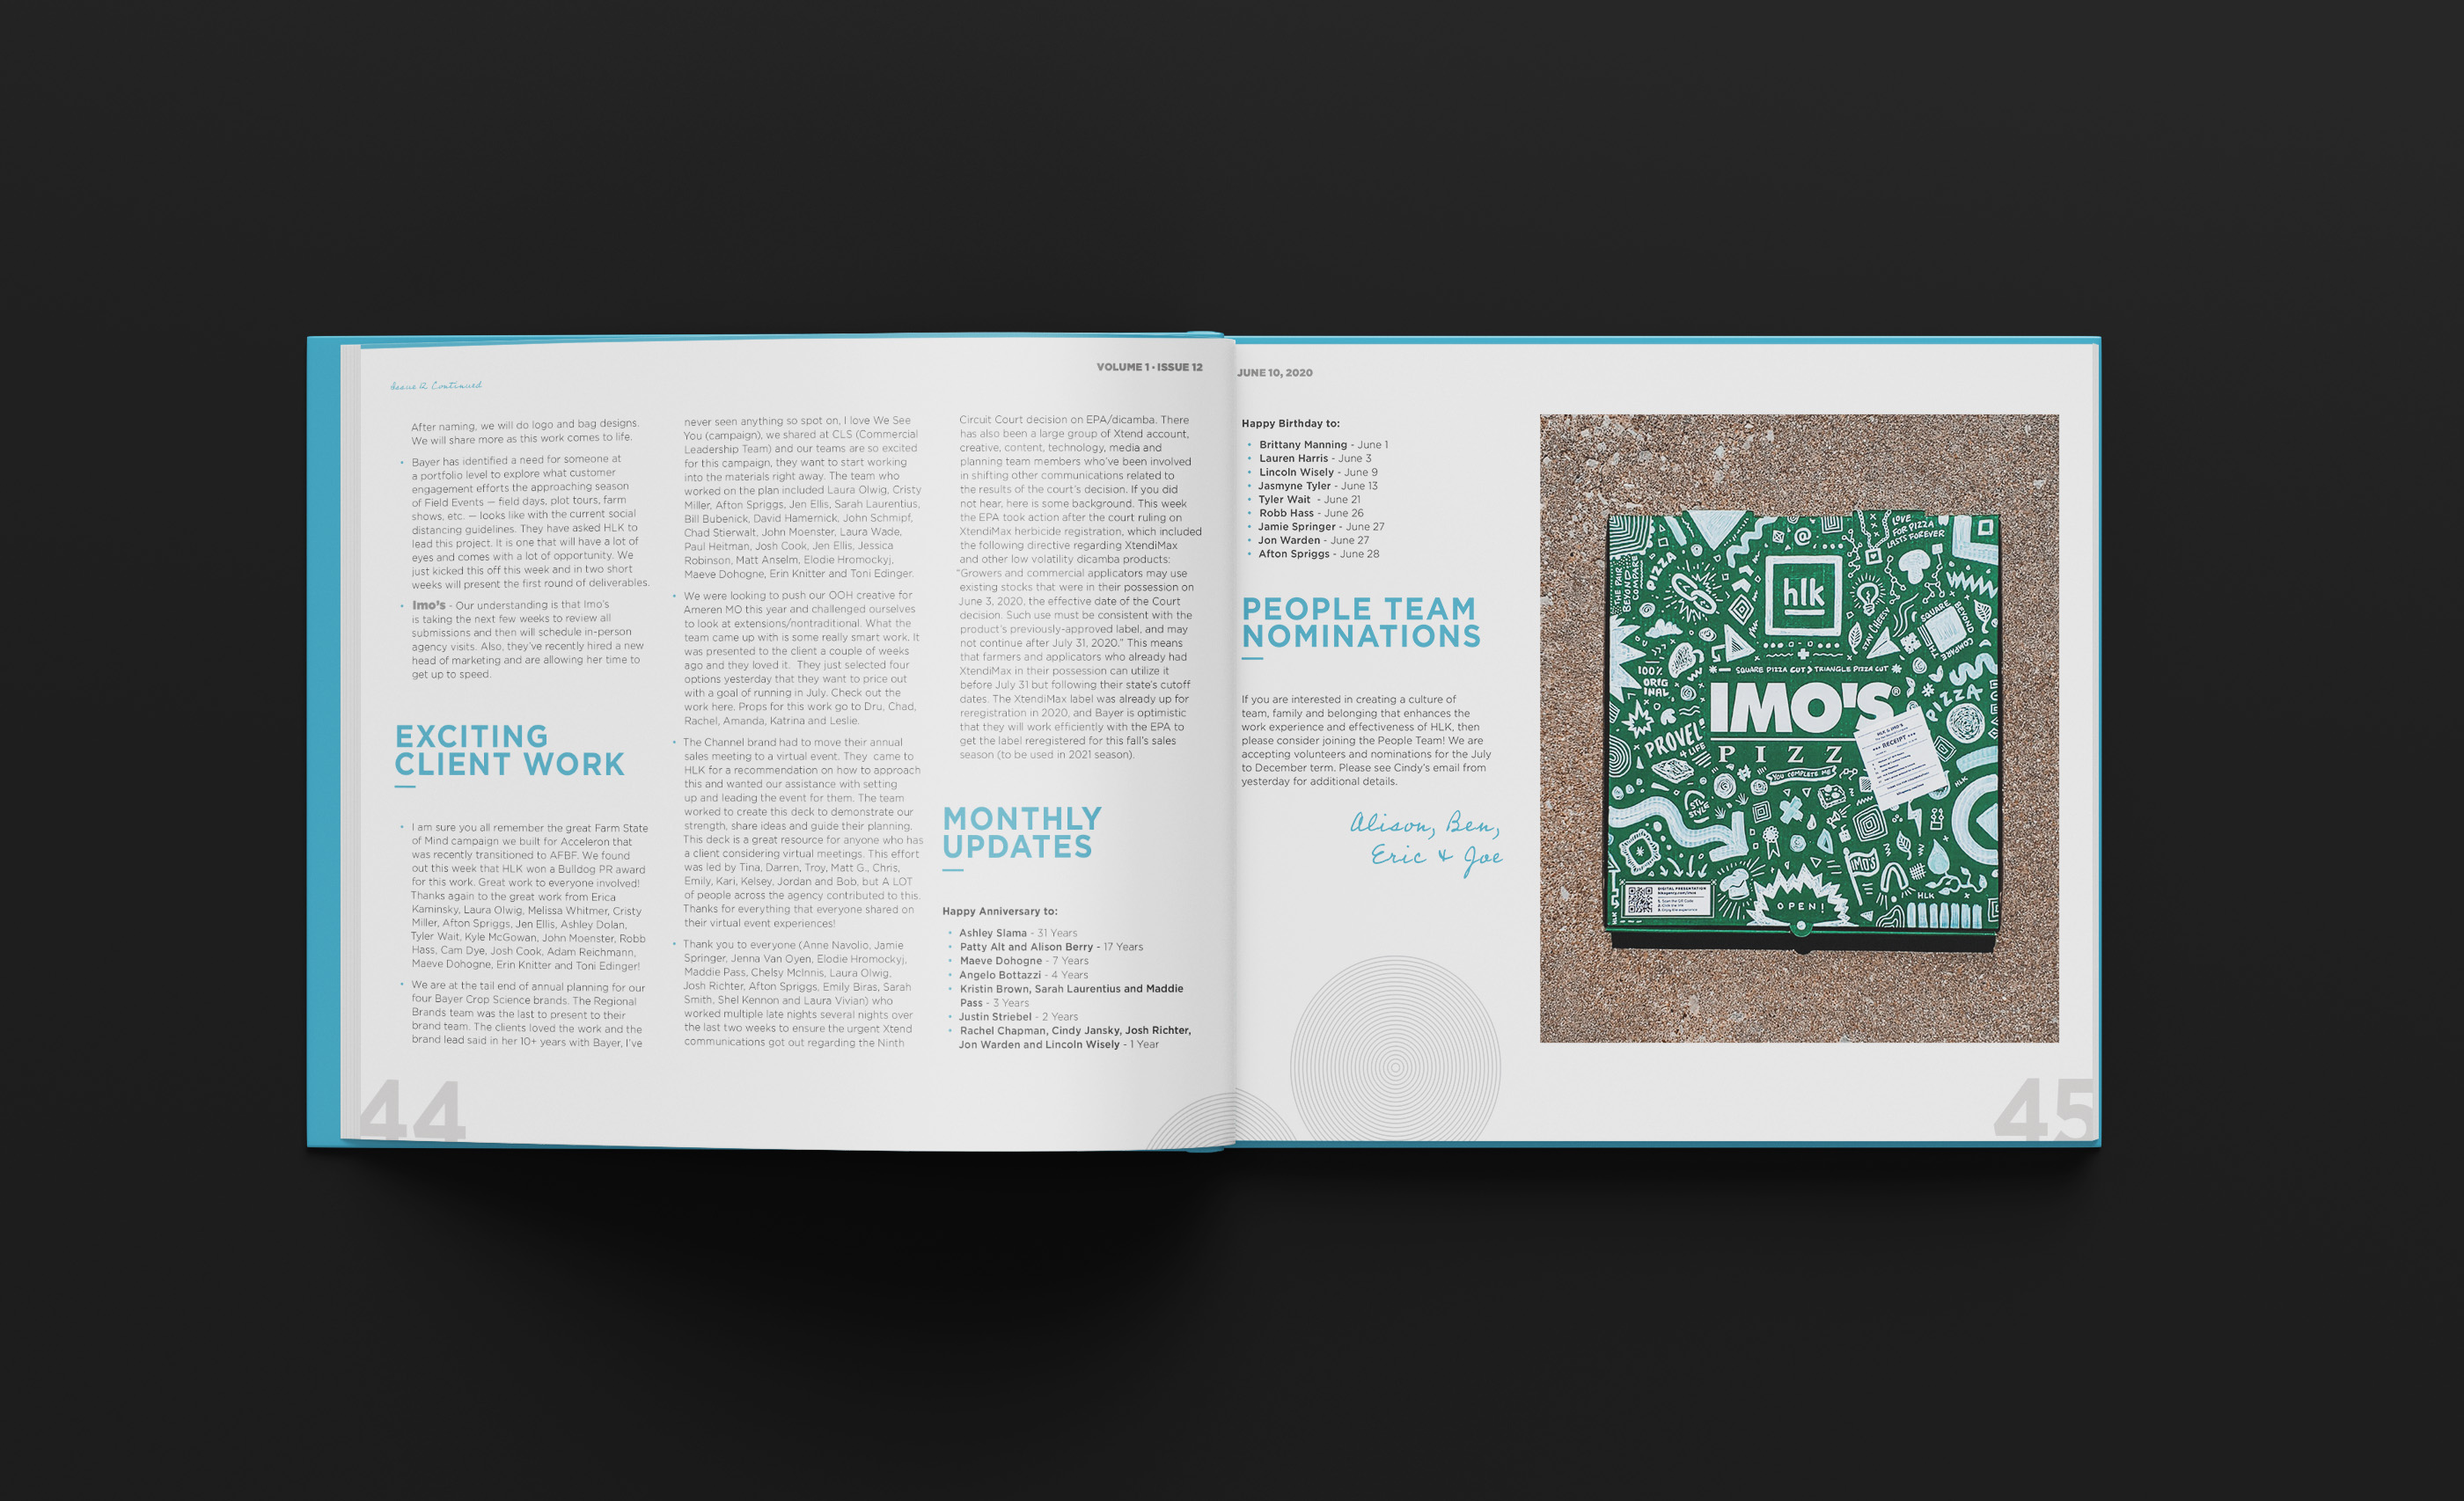 Issue 12 Continued
VOLUME 1 • ISSUE 12
After naming, we will do logo and bag designs.
We will share more as this work comes to life.
• Bayer has identified a need for someone at
a portfolio level to explore what customer
engagement efforts the approaching season
of Field Events — field days, plot tours, farm
shows, etc. — looks like with the current social
distancing guidelines. They have asked HLK to
lead this project. It is one that will have a lot of
eyes and comes with a lot of opportunity. We
just kicked this off this week and in two short
weeks will present the first round of deliverables.
• Imo's - Our understanding is that Imo's
is taking the next few weeks to review all
submissions and then will schedule in-person
agency visits. Also, they've recently hired a new
head of marketing and are allowing her time to
get up to speed.
EXCITING
CLIENT WORK
• I am sure you all remember the great Farm State
of Mind campaign we built for Acceleron that
was recently transitioned to AFBF. We found
out this week that HLK won a Bulldog PR award
for this work. Great work to everyone involved!
Thanks again to the great work from Erica
Kaminsky, Laura Olwig, Melissa Whitmer, Cristy
Miller, Afton Spriggs, Jen Ellis, Ashley Dolan,
Tyler Wait, Kyle McGowan, John Moenster, Robb
Hass, Cam Dye, Josh Cook, Adam Reichmann,
Maeve Dohogne, Erin Knitter and Toni Edinger!
• We are at the tail end of annual planning for our
four Bayer Crop Science brands. The Regional
Brands team was the last to present to their
brand team. The clients loved the work and the
brand lead said in her 10+ years with Bayer, I've
never seen anything so spot on, I love We See
You (campaign), we shared at CLS (Commercial
Leadership Team) and our teams are so excited
for this campaign, they want to start working
into the materials right away. The team who
worked on the plan included Laura Olwig, Cristy
Miller, Afton Spriggs, Jen Ellis, Sarah Laurentius,
Bill Bubenick, David Hamernick, John Schmipf,
Chad Stierwalt, John Moenster, Laura Wade,
Paul Heitman, Josh Cook, Jen Ellis, Jessica
Robinson, Matt Anselm, Elodie Hromockyj,
Maeve Dohogne, Erin Knitter and Toni Edinger.
• We were looking to push our OOH creative for
Ameren MO this year and challenged ourselves
to look at extensions/nontraditional. What the
team came up with is some really smart work. It
was presented to the client a couple of weeks
ago and they loved it. They just selected four
options yesterday that they want to price out
with a goal of running in July. Check out the
work here. Props for this work go to Dru, Chad,
Rachel, Amanda, Katrina and Leslie.
• The Channel brand had to move their annual
sales meeting to a virtual event. They came to
HLK for a recommendation on how to approach
this and wanted our assistance with setting
up and leading the event for them. The team
worked to create this deck to demonstrate our
strength, share ideas and guide their planning.
This deck is a great resource for anyone who has
a client considering virtual meetings. This effort
was led by Tina, Darren, Troy, Matt G., Chris,
Emily, Kari, Kelsey, Jordan and Bob, but A LOT
of people across the agency contributed to this.
Thanks for everything that everyone shared on
their virtual event experiences!
• Thank you to everyone (Anne Navolio, Jamie
Springer, Jenna Van Oyen, Elodie Hromockyj,
Maddie Pass, Chelsy McInnis, Laura Olwig,
Josh Richter, Afton Spriggs, Emily Biras, Sarah
Smith, Shel Kennon and Laura Vivian) who
worked multiple late nights several nights over
the last two weeks to ensure the urgent Xtend
communications got out regarding the Ninth
Circuit Court decision on EPA/dicamba. There
has also been a large group of Xtend account,
creative, content, technology, media and
planning team members who've been involved
in shifting other communications related to
the results of the court's decision. If you did
not hear, here is some background. This week
the EPA took action after the court ruling on
XtendiMax herbicide registration, which included
the following directive regarding XtendiMax
and other low volatility dicamba products:
"Growers and commercial applicators may use
existing stocks that were in their possession on
June 3, 2020, the effective date of the Court
decision. Such use must be consistent with the
product's previously-approved label, and may
not continue after July 31, 2020." This means
that farmers and applicators who already had
XtendiMax in their possession can utilize it
before July 31 but following their state's cutoff
dates. The XtendiMax label was already up for
reregistration in 2020, and Bayer is optimistic
that they will work efficiently with the EPA to
get the label reregistered for this fall's sales
season (to be used in 2021 season).
MONTHLY
UPDATES
Happy Anniversary to:
• Ashley Slama - 31 Years
• Patty Alt and Alison Berry - 17 Years
• Maeve Dohogne - 7 Years
• Angelo Bottazzi - 4 Years
• Kristin Brown, Sarah Laurentius and Maddie
Pass - 3 Years
• Justin Striebel - 2 Years
• Rachel Chapman, Cindy Jansky, Josh Richter,
Jon Warden and Lincoln Wisely - 1 Year
44
JUNE 10, 2020
Happy Birthday to:
• Brittany Manning - June 1
• Lauren Harris - June 3
• Lincoln Wisely - June 9
• Jasmyne Tyler - June 13
• Tyler Wait - June 21
• Robb Hass - June 26
• Jamie Springer - June 27
• Jon Warden - June 27
• Afton Spriggs - June 28
PEOPLE TEAM
NOMINATIONS
If you are interested in creating a culture of
team, family and belonging that enhances the
work experience and effectiveness of HLK, then
please consider joining the People Team! We are
accepting volunteers and nominations for the July
to December term. Please see Cindy's email from
yesterday for additional details.
Alison, Ben,
Eric & Joe
LOVE
FOR PIZZA
LASTS FOREVER
THE PAIR
BEYOND
COMPARE
PIZZA
@
hlk
STAY CHEESY
SQUARE
BEYOND
COMPARE
100%
ORIG
INAL
SQUARE PIZZA CUT > TRIANGLE PIZZA CUT
IMO'S®
PIZZ
PIZZA
PROVEL
4 LIFE
RECEIPT
YOU COMPLETE ME
STL
STYLE
HLK
IMO'S
DIGITAL PRESENTATION
OPEN!
HLK
45